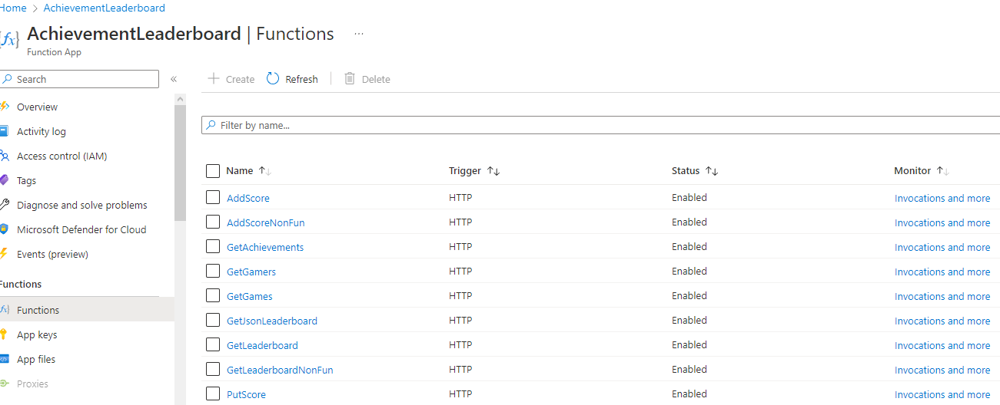 Home > AchievementLeaderboard
AchievementLeaderboard | Functions ...
Function App
Search «
Create Refresh Delete
Overview
Activity log
Access control (IAM)
Tags
Diagnose and solve problems
Microsoft Defender for Cloud
Events (preview)
Functions
Functions
App keys
App files
Proxies
Filter by name...
Name Trigger Status Monitor
AddScore HTTP Enabled Invocations and more
AddScoreNonFun HTTP Enabled Invocations and more
GetAchievements HTTP Enabled Invocations and more
GetGamers HTTP Enabled Invocations and more
GetGames HTTP Enabled Invocations and more
GetJsonLeaderboard HTTP Enabled Invocations and more
GetLeaderboard HTTP Enabled Invocations and more
GetLeaderboardNonFun HTTP Enabled Invocations and more
PutScore HTTP Enabled Invocations and more